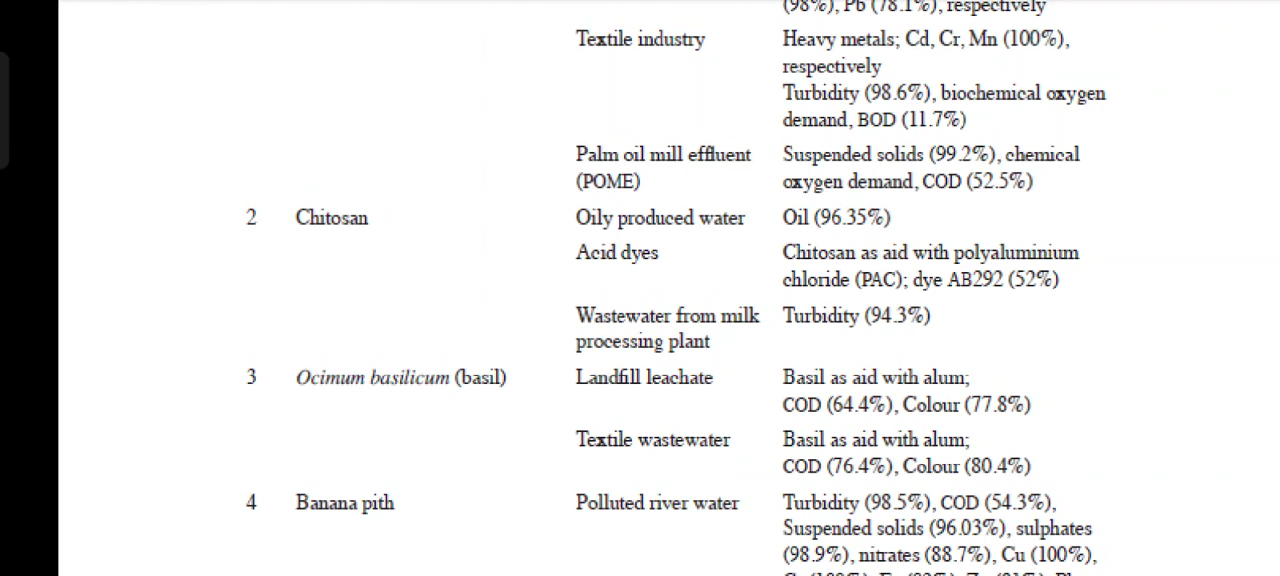 (98%), Pb (78.1%), respectively
Textile industry Heavy metals; Cd, Cr, Mn (100%),
respectively
Turbidity (98.6%), biochemical oxygen
demand, BOD (11.7%)
Palm oil mill effluent Suspended solids (99.2%), chemical
(POME) oxygen demand, COD (52.5%)
2 Chitosan Oily produced water Oil (96.35%)
Acid dyes Chitosan as aid with polyaluminium
chloride (PAC); dye AB292 (52%)
Wastewater from milk Turbidity (94.3%)
processing plant
3 Ocimum basilicum (basil) Landfill leachate Basil as aid with alum;
COD (64.4%), Colour (77.8%)
Textile wastewater Basil as aid with alum;
COD (76.4%), Colour (80.4%)
4 Banana pith Polluted river water Turbidity (98.5%), COD (54.3%),
Suspended solids (96.03%), sulphates
(98.9%), nitrates (88.7%), Cu (100%),